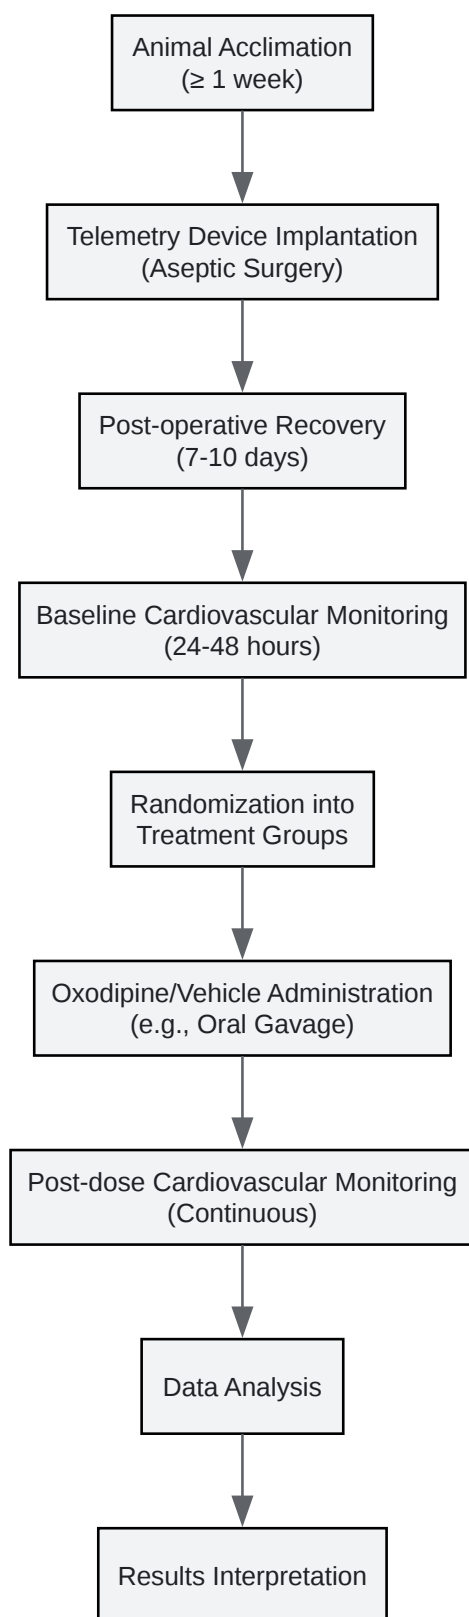 Animal Acclimation
(≥ 1 week)
Telemetry Device Implantation
(Aseptic Surgery)
Post-operative Recovery
(7-10 days)
Baseline Cardiovascular Monitoring
(24-48 hours)
Randomization into
Treatment Groups
Oxodipine/Vehicle Administration
(e.g., Oral Gavage)
Post-dose Cardiovascular Monitoring
(Continuous)
Data Analysis
Results Interpretation